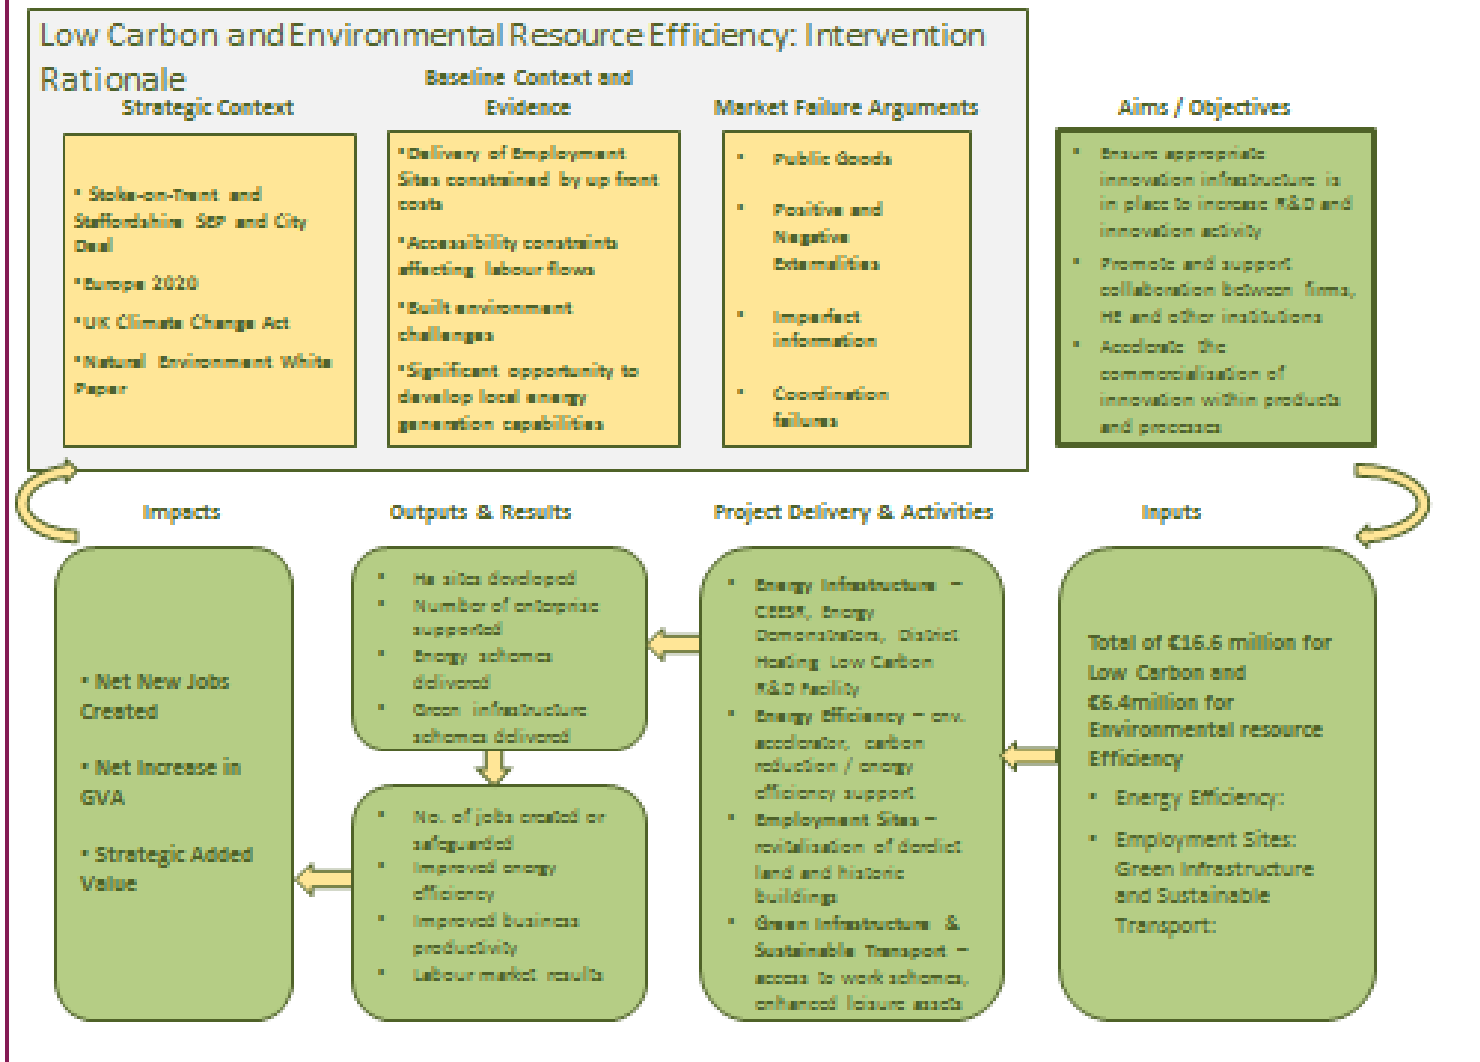 Low Carbon and Environmental Resource Efficiency: Intervention
Rationale
Strategic Context
• Stoke-on-Trent and
Staffordshire SEP and City
Deal
•Europe 2020
•UK Climate Change Act
•Natural Environment White
Paper
Baseline Context and
Evidence
•Delivery of Employment
Sites constrained by up front
costs
•Accessibility constraints
affecting labour flows
•Built environment
challenges
•Significant opportunity to
develop local energy
generation capabilities
Market Failure Arguments
• Public Goods
• Positive and
Negative
Externalities
• Imperfect
information
• Coordination
failures
Aims / Objectives
• Ensure appropriate
innovation infrastructure is
in place to increase R&D and
innovation activity
• Promote and support
collaboration between firms,
HE and other institutions
• Accelerate the
commercialisation of
innovation within products
and processes
Inputs
Total of €16.6 million for
Low Carbon and
€6.4million for
Environmental resource
Efficiency
• Energy Efficiency:
• Employment Sites:
Green Infrastructure
and Sustainable
Transport:
Project Delivery & Activities
• Energy Infrastructure –
CEESR, Energy
Demonstrators, District
Heating Low Carbon
R&D Facility
• Energy Efficiency – env.
accelerator, carbon
reduction / energy
efficiency support
• Employment Sites –
revitalisation of derelict
land and historic
buildings
• Green Infrastructure &
Sustainable Transport –
access to work schemes,
enhanced leisure assets
Outputs & Results
• Ha sites developed
• Number of enterprise
supported
• Energy schemes
delivered
• Green infrastructure
schemes delivered
• No. of jobs created or
safeguarded
• Improved energy
efficiency
• Improved business
productivity
• Labour market results
Impacts
• Net New Jobs
Created
• Net Increase in
GVA
• Strategic Added
Value